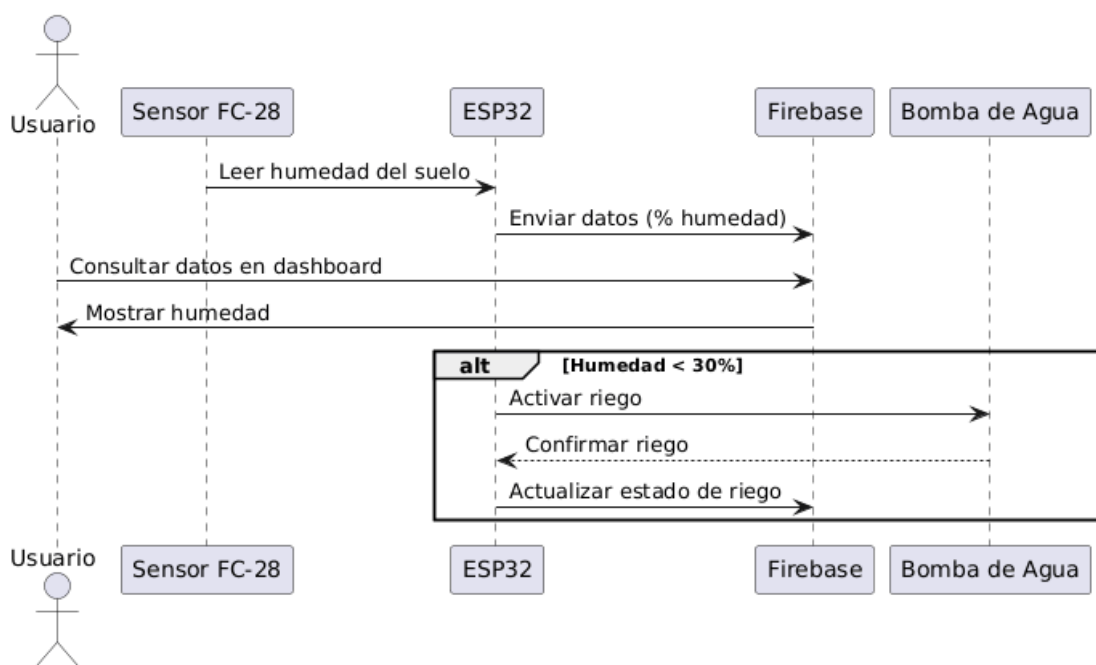 Usuario
Sensor FC-28
ESP32
Firebase
Bomba de Agua
Leer humedad del suelo
Enviar datos (% humedad)
Consultar datos en dashboard
Mostrar humedad
alt
[Humedad < 30%]
Activar riego
Confirmar riego
Actualizar estado de riego
Usuario
Sensor FC-28
ESP32
Firebase
Bomba de Agua